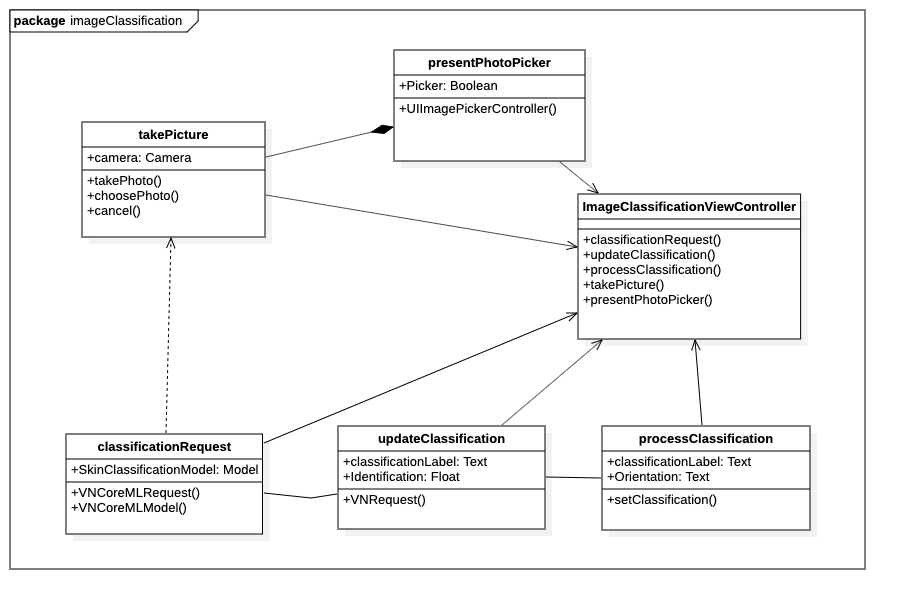 package imageClassification
presentPhotoPicker
+Picker: Boolean
+UIImagePickerController()
takePicture
+camera: Camera
+takePhoto()
+choosePhoto()
+cancel()
ImageClassificationViewController
+classificationRequest()
+updateClassification()
+processClassification()
+takePicture()
+presentPhotoPicker()
classificationRequest
+SkinClassificationModel: Model
+VNCoreMLRequest()
+VNCoreMLModel()
updateClassification
+classificationLabel: Text
+Identification: Float
+VNRequest()
processClassification
+classificationLabel: Text
+Orientation: Text
+setClassification()